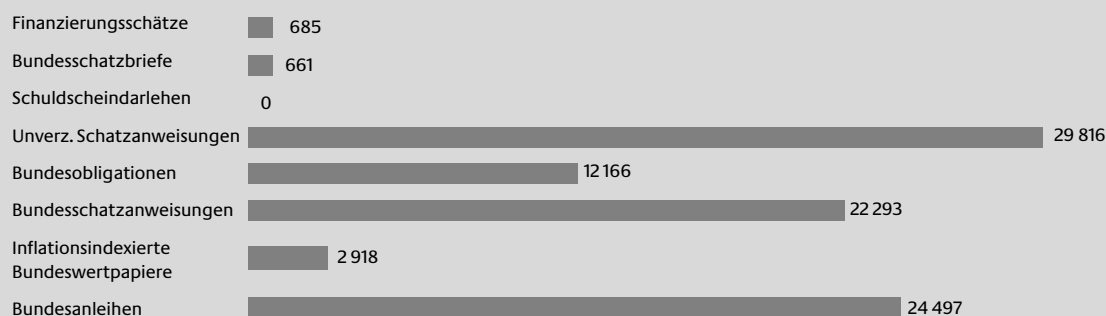 Finanzierungsschätze 685
Bundesschatzbriefe 661
Schuldscheindarlehen 0
Unverz. Schatzanweisungen 29 816
Bundesobligationen 12 166
Bundesschatzanweisungen 22 293
Inflationsindexierte
Bundeswertpapiere 2 918
Bundesanleihen 24 497